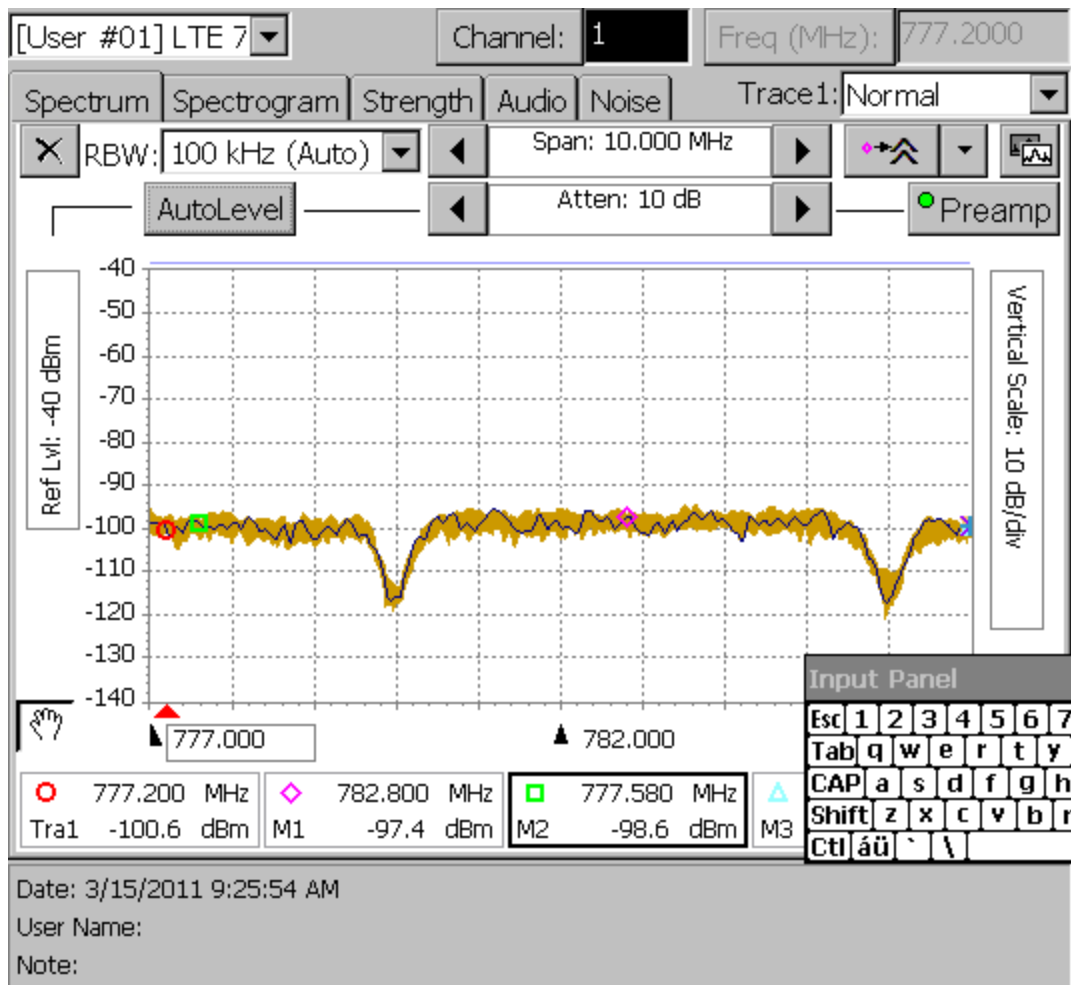 [User #01] LTE 7 Channel: 1 Freq (MHz): 777.2000
Spectrum Spectrogram Strength Audio Noise Trace1: Normal
RBW: 100 kHz (Auto) Span: 10.000 MHz
AutoLevel Atten: 10 dB Preamp
Ref Lvl: -40 dBm
-40
-50
-60
-70
-80
-90
-100
-110
-120
-130
-140
Vertical Scale: 10 dB/div
777.000 782.000
777.200 MHz 782.800 MHz 777.580 MHz
Tra1 -100.6 dBm M1 -97.4 dBm M2 -98.6 dBm M3
Input Panel
Esc 1 2 3 4 5 6 7
Tab q w e r t y
CAP a s d f g h
Shift z x c v b
Ctl áü ` \
Date: 3/15/2011 9:25:54 AM
User Name:
Note: